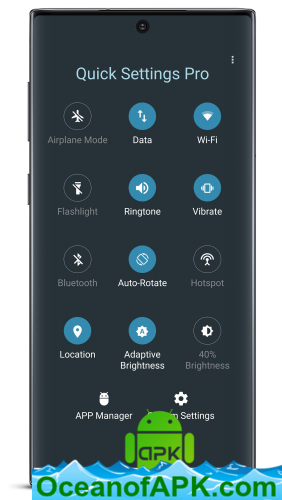 Quick Settings Pro
Airplane Mode
Data
Wi-Fi
Flashlight
Ringtone
Vibrate
Bluetooth
Auto-Rotate
Hotspot
Location
Adaptive
Brightness
40%
Brightness
APP Manager
Settings
APK
OceanofAPK.com